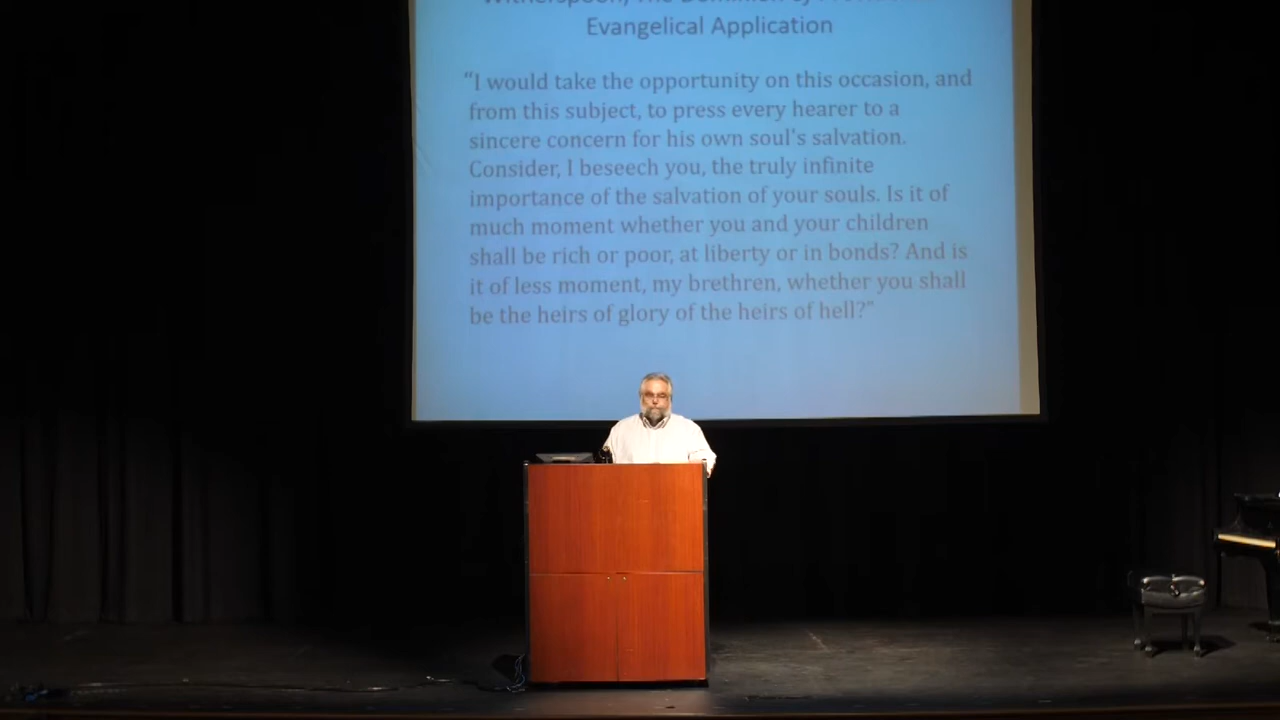 Witherspoon, The Dominion of
Evangelical Application
“I would take the opportunity on this occasion, and
from this subject, to press every hearer to a
sincere concern for his own soul's salvation.
Consider, I beseech you, the truly infinite
importance of the salvation of your souls. Is it of
much moment whether you and your children
shall be rich or poor, at liberty or in bonds? And is
it of less moment, my brethren, whether you shall
be the heirs of glory of the heirs of hell?”